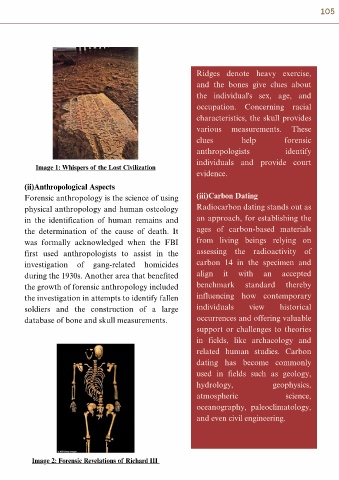 105
Image 1: Whispers of the Lost Civilization
(ii)Anthropological Aspects
Forensic anthropology is the science of using
physical anthropology and human osteology
in the identification of human remains and
the determination of the cause of death. It
was formally acknowledged when the FBI
first used anthropologists to assist in the
investigation of gang-related homicides
during the 1930s. Another area that benefited
the growth of forensic anthropology included
the investigation in attempts to identify fallen
soldiers and the construction of a large
database of bone and skull measurements.
Image 2: Forensic Revelations of Richard III
Ridges denote heavy exercise,
and the bones give clues about
the individual's sex, age, and
occupation. Concerning racial
characteristics, the skull provides
various measurements. These
clues help forensic
anthropologists identify
individuals and provide court
evidence.
(iii)Carbon Dating
Radiocarbon dating stands out as
an approach, for establishing the
ages of carbon-based materials
from living beings relying on
assessing the radioactivity of
carbon 14 in the specimen and
align it with an accepted
benchmark standard thereby
influencing how contemporary
individuals view historical
occurrences and offering valuable
support or challenges to theories
in fields, like archaeology and
related human studies. Carbon
dating has become commonly
used in fields such as geology,
hydrology, geophysics,
atmospheric science,
oceanography, paleoclimatology,
and even civil engineering.